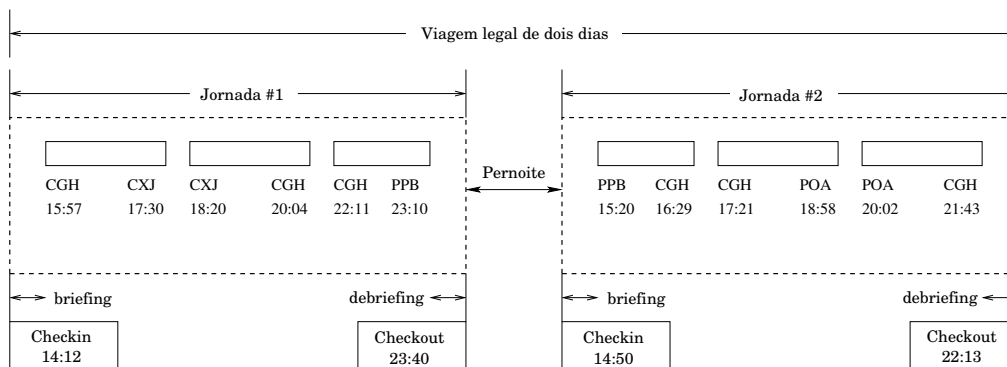 Viagem legal de dois dias
Jornada #1 Jornada #2
CGH CXJ CXJ CGH CGH PPB Pernoite PPB CGH CGH POA POA CGH
15:57 17:30 18:20 20:04 22:11 23:10 15:20 16:29 17:21 18:58 20:02 21:43
briefing debriefing briefing debriefing
Checkin Checkout Checkin Checkout
14:12 23:40 14:50 22:13